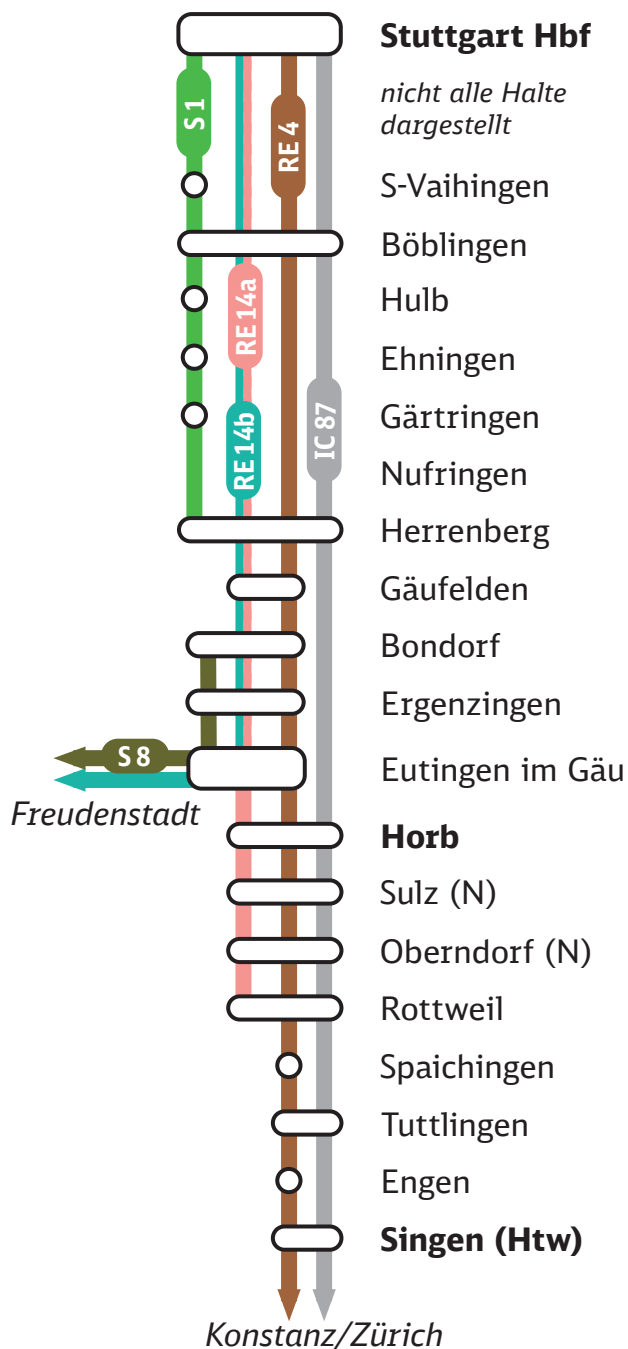 Stuttgart Hbf
nicht alle Halte
dargestellt
S 1
RE 4
S-Vaihingen
Böblingen
Hulb
RE 14a
Ehningen
Gärtringen
IC 87
RE 14b
Nufringen
Herrenberg
Gäufelden
Bondorf
Ergenzingen
S 8
Eutingen im Gäu
Freudenstadt
Horb
Sulz (N)
Oberndorf (N)
Rottweil
Spaichingen
Tuttlingen
Engen
Singen (Htw)
Konstanz/Zürich